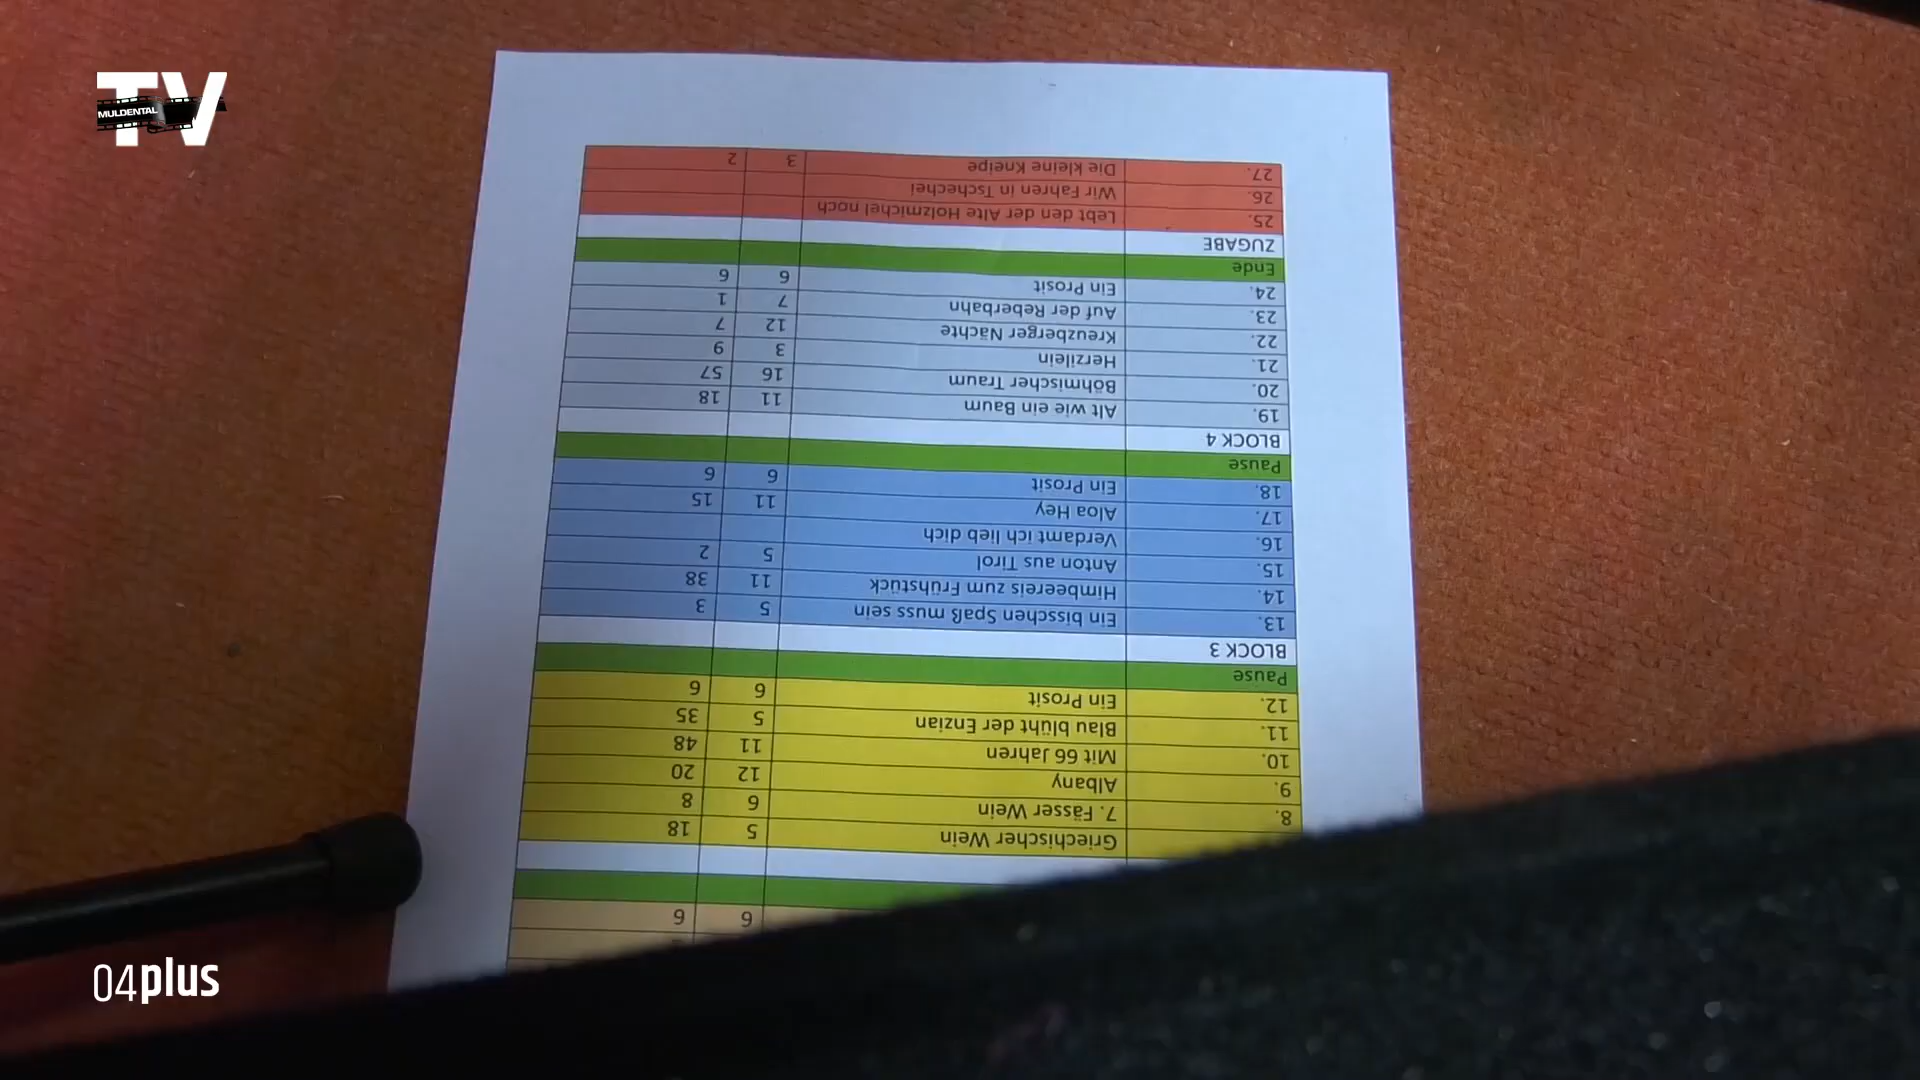 MULDENTAL TV
6 6
Griechischer Wein 5 18
8. 7. Fässer Wein 6 8
9. Albany 12 20
10. Mit 66 Jahren 11 48
11. Blau blüht der Enzian 5 35
12. Ein Prosit 6 6
Pause
BLOCK 3
13. Ein bisschen Spaß muss sein 5 3
14. Himbeereis zum Frühstück 11 38
15. Anton aus Tirol 5 2
16. Verdamt ich lieb dich
17. Aloa Hey 11 15
18. Ein Prosit 6 6
Pause
BLOCK 4
19. Alt wie ein Baum 11 18
20. Böhmischer Traum 16 57
21. Herzilein 3 9
22. Kreuzberger Nächte 12 7
23. Auf der Reberbahn 7 1
24. Ein Prosit 6 6
Ende
ZUGABE
25. Lebt den der Alte Holzmichel noch
26. Wir Fahren in Tschechei
27. Die kleine Kneipe 3 2
04plus